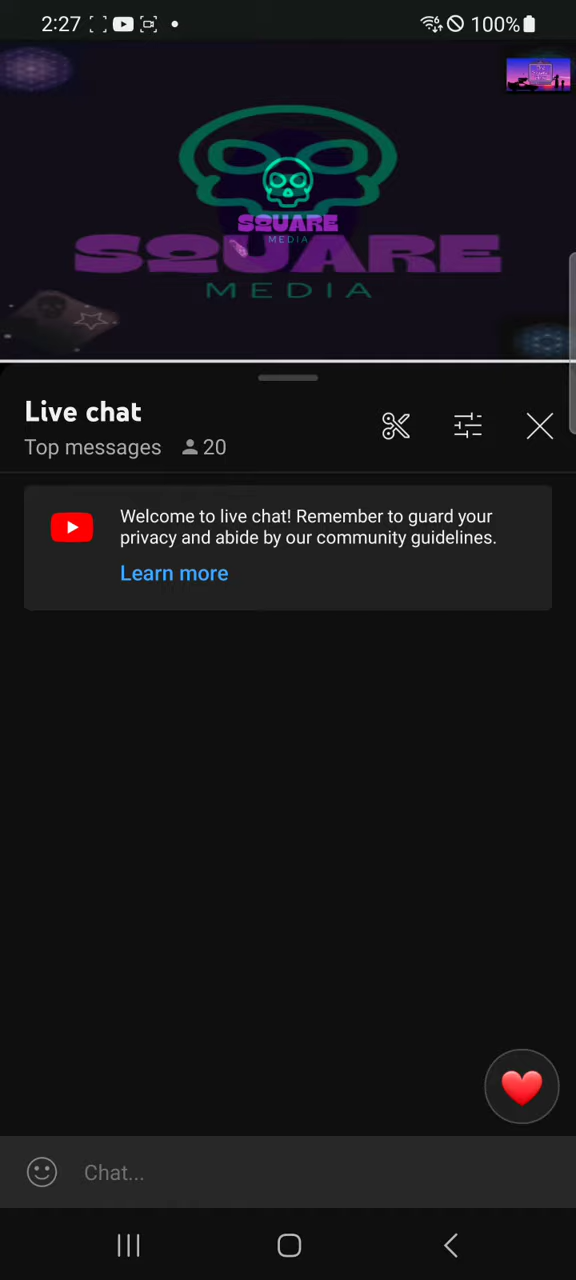 2:27
100%
SQUARE
MEDIA
SQUARE
MEDIA
Live chat
Top messages 20
Welcome to live chat! Remember to guard your
privacy and abide by our community guidelines.
Learn more
Chat...